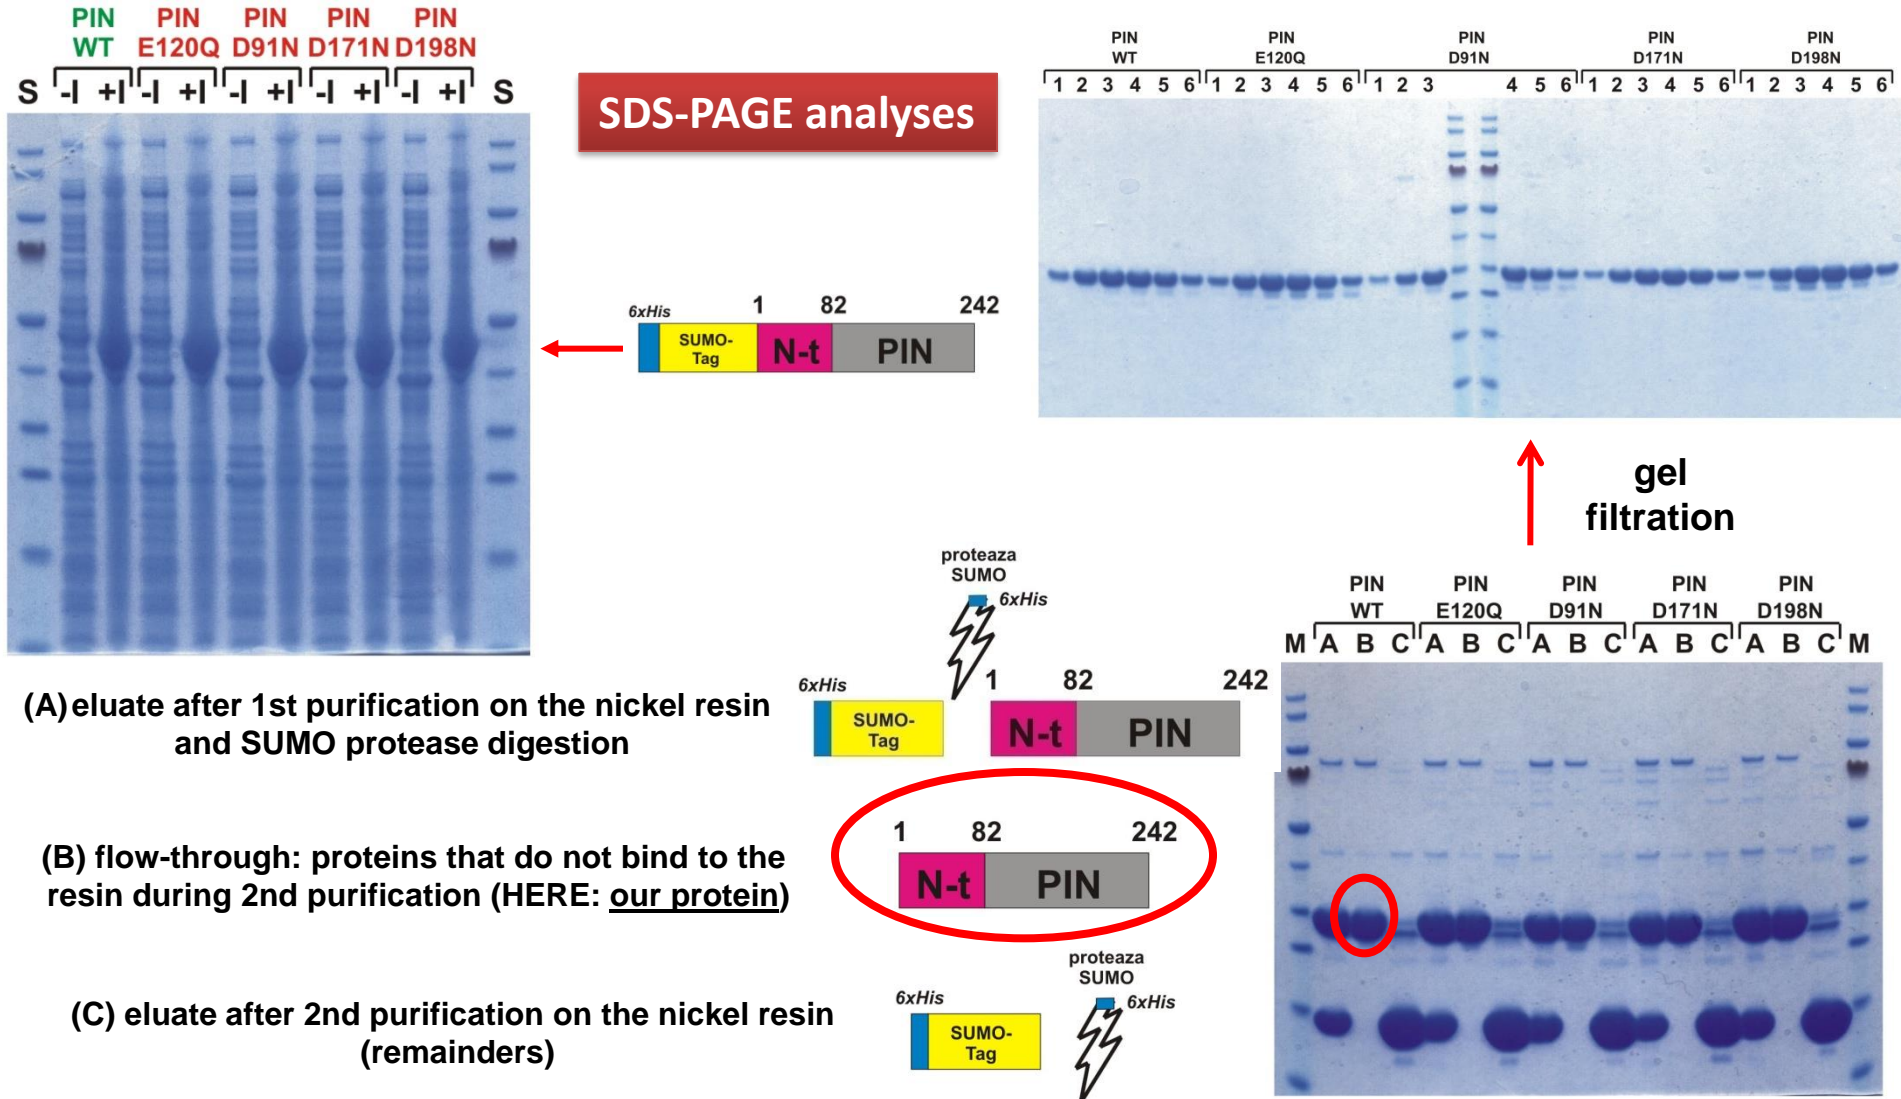 PIN PIN PIN PIN PIN
WT E120Q D91N D171N D198N
S -I +I -I +I -I +I -I +I -I +I S
SDS-PAGE analyses
PIN PIN PIN PIN PIN
WT E120Q D91N D171N D198N
1 2 3 4 5 6 1 2 3 4 5 6 1 2 3 4 5 6 1 2 3 4 5 6 1 2 3 4 5 6
1 82 242
6xHis
SUMO-
Tag
N-t PIN
gel
filtration
proteaza
SUMO
6xHis
6xHis
1 82 242
SUMO-
Tag
N-t PIN
(A) eluate after 1st purification on the nickel resin
and SUMO protease digestion
1 82 242
N-t PIN
(B) flow-through: proteins that do not bind to the
resin during 2nd purification (HERE: our protein)
proteaza
SUMO
6xHis
6xHis
SUMO-
Tag
(C) eluate after 2nd purification on the nickel resin
(remainders)
PIN PIN PIN PIN PIN
WT E120Q D91N D171N D198N
M A B C A B C A B C A B C A B C M